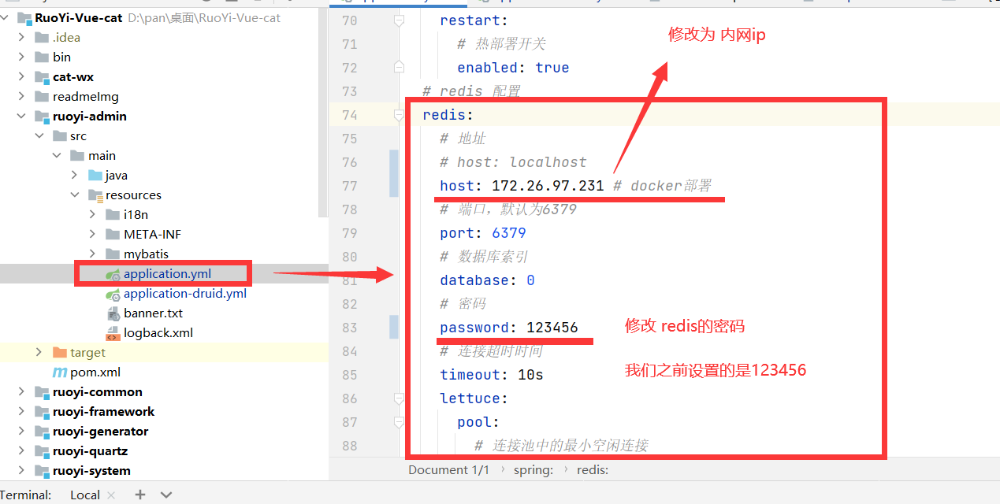 RuoYi-Vue-cat D:\pan\桌面\RuoYi-Vue-cat
.idea
bin
cat-wx
readmeImg
ruoyi-admin
src
main
java
resources
i18n
META-INF
mybatis
application.yml
application-druid.yml
banner.txt
logback.xml
target
pom.xml
ruoyi-common
ruoyi-framework
ruoyi-generator
ruoyi-quartz
ruoyi-system
70 restart:
71 # 热部署开关
72 enabled: true
73 # redis 配置
74 redis:
75 # 地址
76 # host: localhost
77 host: 172.26.97.231 # docker部署
78 # 端口，默认为6379
79 port: 6379
80 # 数据库索引
81 database: 0
82 # 密码
83 password: 123456
84 # 连接超时时间
85 timeout: 10s
86 lettuce:
87 pool:
88 # 连接池中的最小空闲连接
修改为 内网ip
修改 redis的密码
我们之前设置的是123456
Document 1/1 › spring: › redis:
Terminal: Local × +